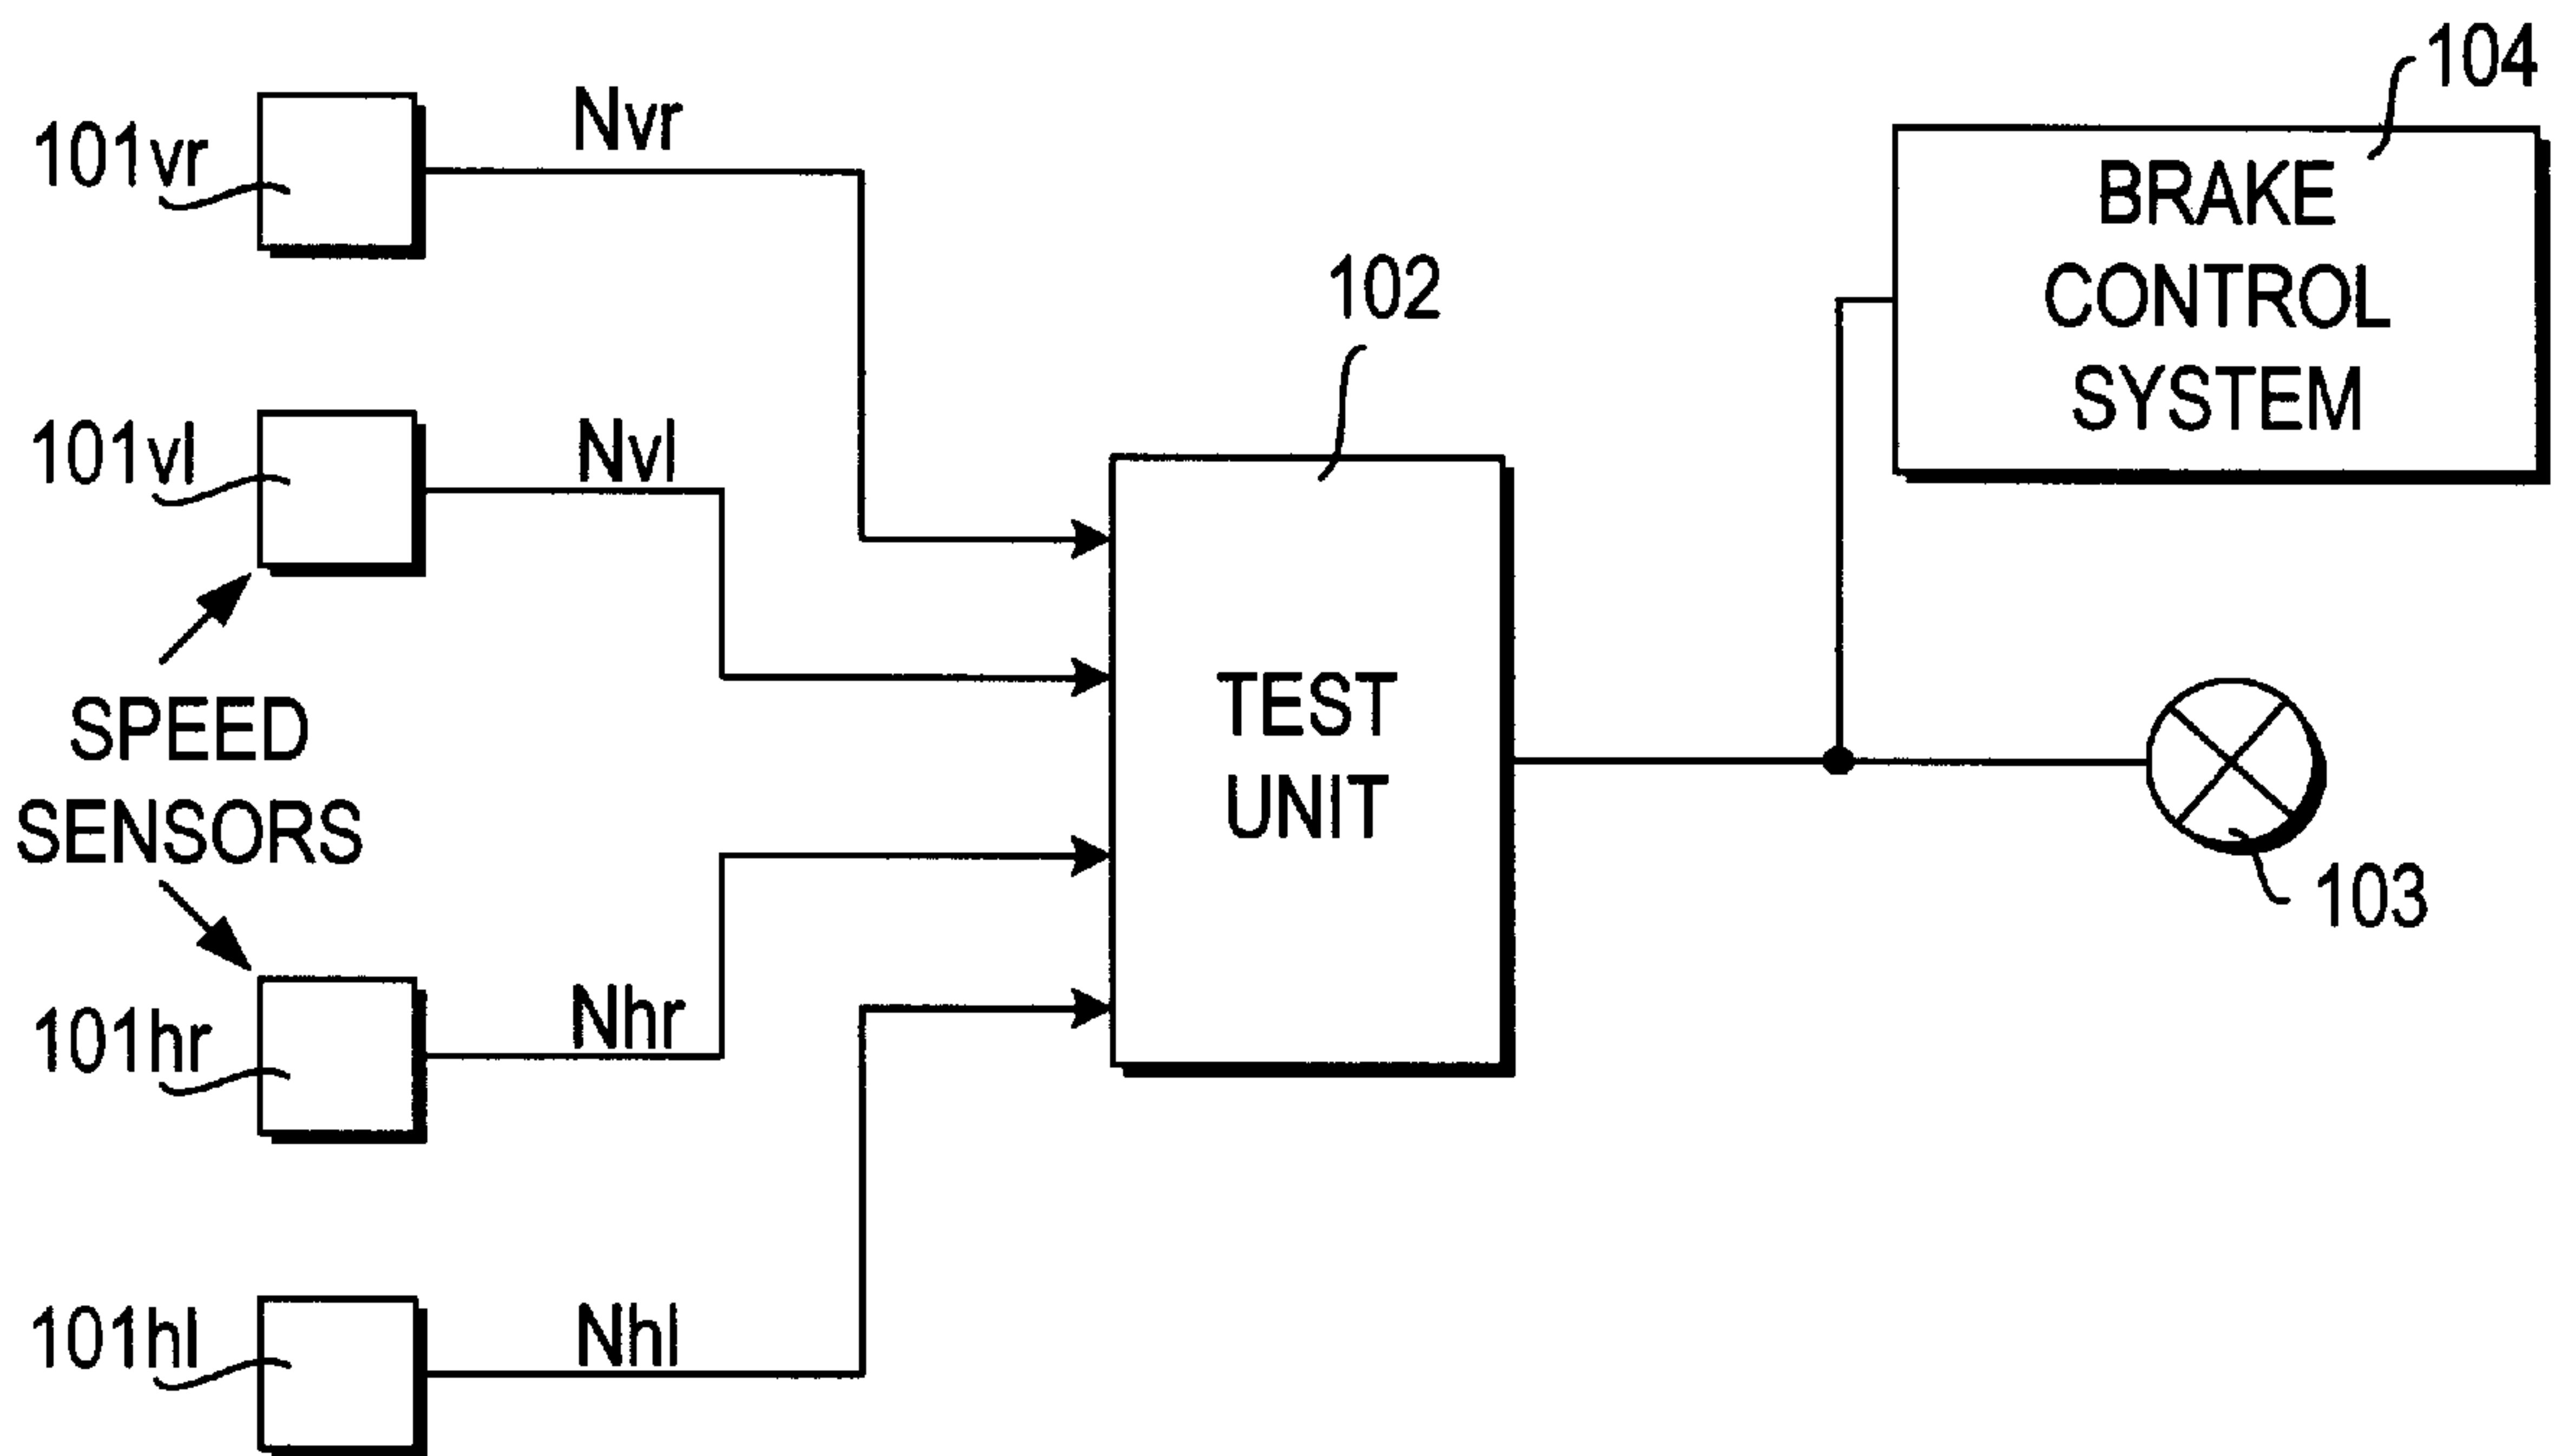 104
101vr
Nvr
BRAKE
CONTROL
SYSTEM
102
101vl
Nvl
TEST
UNIT
SPEED
SENSORS
103
101hr
Nhr
101hl
Nhl